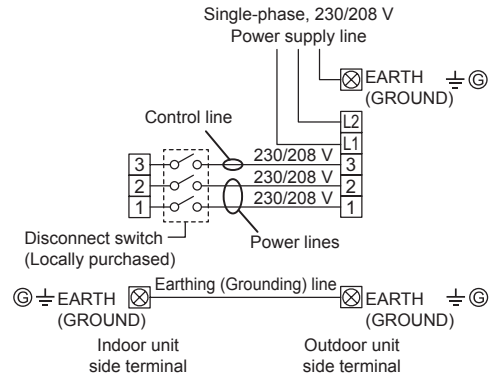 Single-phase, 230/208 V
Power supply line
EARTH
(GROUND)
G
L2
L1
Control line
3
230/208 V
3
2
230/208 V
2
1
230/208 V
1
Disconnect switch
(Locally purchased)
Power lines
Earthing (Grounding) line
G
EARTH
(GROUND)
EARTH
(GROUND)
G
Indoor unit
side terminal
Outdoor unit
side terminal